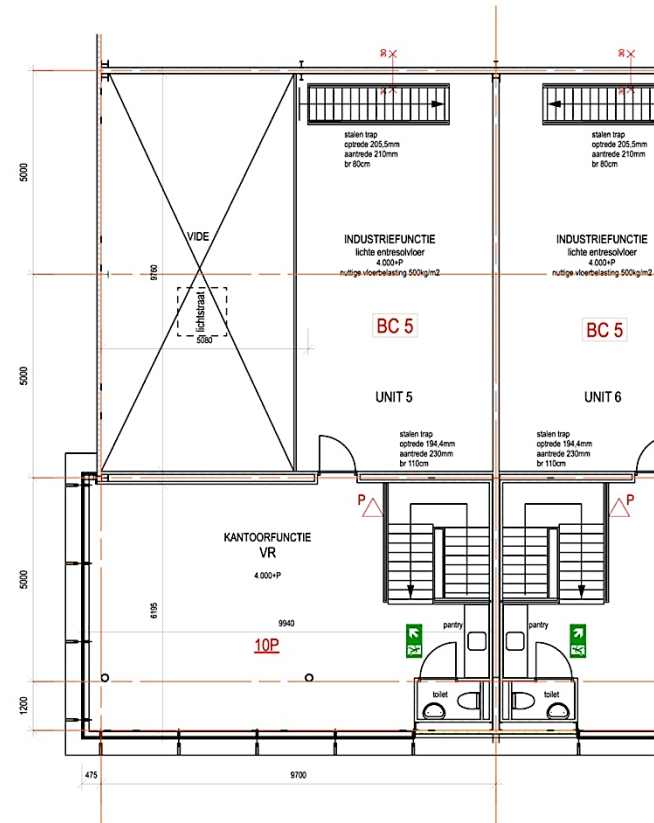 30
30
30
30
stalen trap
optrede 205,5mm
aantrede 210mm
br 80cm
stalen trap
optrede 205,5mm
aantrede 210mm
br 80cm
5000
VIDE
INDUSTRIEFUNCTIE
lichte entresolvloer
4.000+P
nuttige vloerbelasting 500kg/m2
INDUSTRIEFUNCTIE
lichte entresolvloer
4.000+P
nuttige vloerbelasting 500kg/m2
9760
lichtstraat
5080
BC 5
BC 5
5000
UNIT 5
UNIT 6
stalen trap
optrede 194,4mm
aantrede 230mm
br 110cm
stalen trap
optrede 194,4mm
aantrede 230mm
br 110cm
P
P
KANTOORFUNCTIE
VR
4.000+P
5000
6195
9940
10P
pantry
pantry
toilet
toilet
1200
475
9700